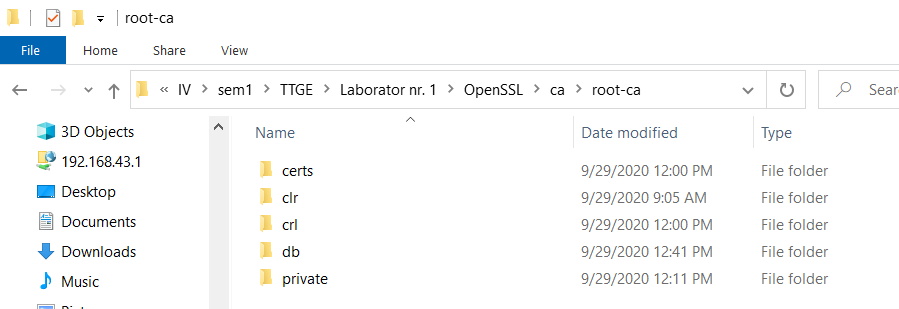 root-ca
File Home Share View
« IV > sem1 > TTGE > Laborator nr. 1 > OpenSSL > ca > root-ca
Name Date modified Type
3D Objects
192.168.43.1
Desktop
Documents
Downloads
Music
certs 9/29/2020 12:00 PM File folder
clr 9/29/2020 9:05 AM File folder
crl 9/29/2020 12:00 PM File folder
db 9/29/2020 12:41 PM File folder
private 9/29/2020 12:11 PM File folder